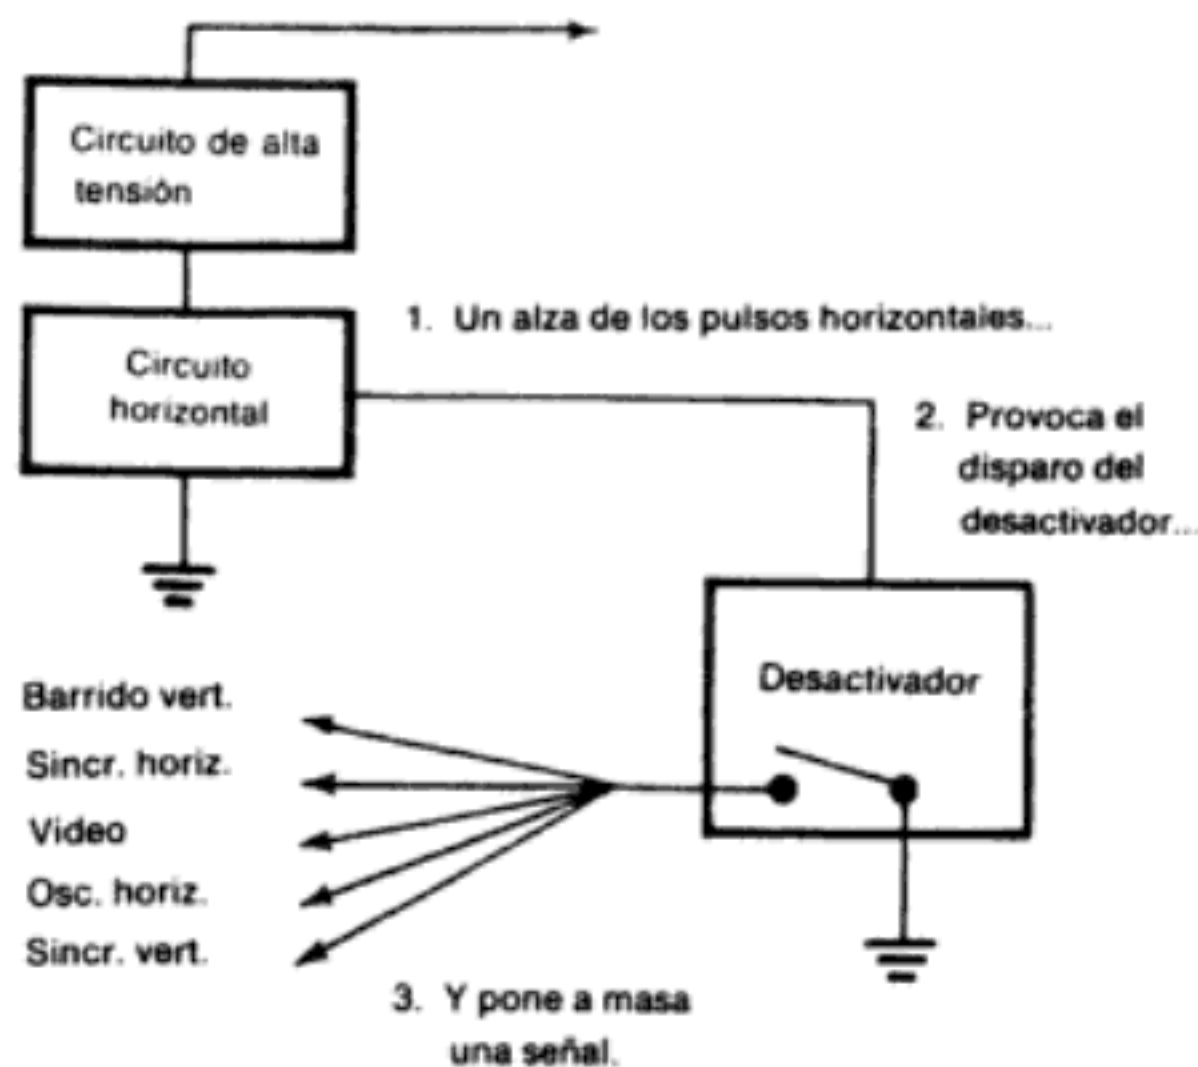 Circuito de alta
tensión
Circuito
horizontal
1. Un alza de los pulsos horizontales...
2. Provoca el
disparo del
desactivador...
Desactivador
Barrido vert.
Sincr. horiz.
Video
Osc. horiz.
Sincr. vert.
3. Y pone a masa
una señal.